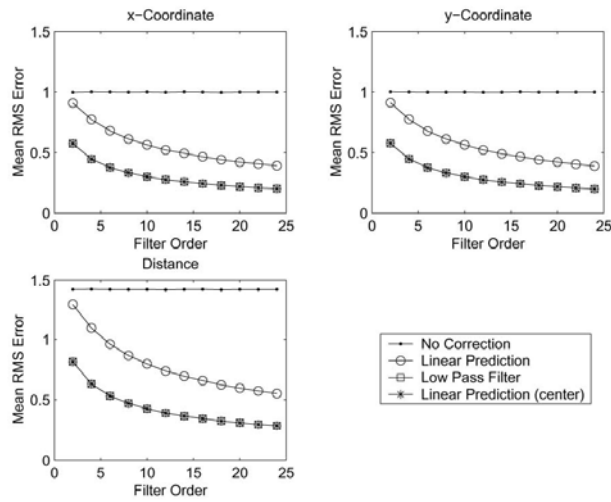 x-Coordinate
1.5
1
0.5
0
0 5 10 15 20 25
Mean RMS Error
Filter Order
y-Coordinate
1.5
1
0.5
0
0 5 10 15 20 25
Mean RMS Error
Filter Order
Distance
1.5
1
0.5
0
0 5 10 15 20 25
Mean RMS Error
Filter Order
No Correction
Linear Prediction
Low Pass Filter
Linear Prediction (center)